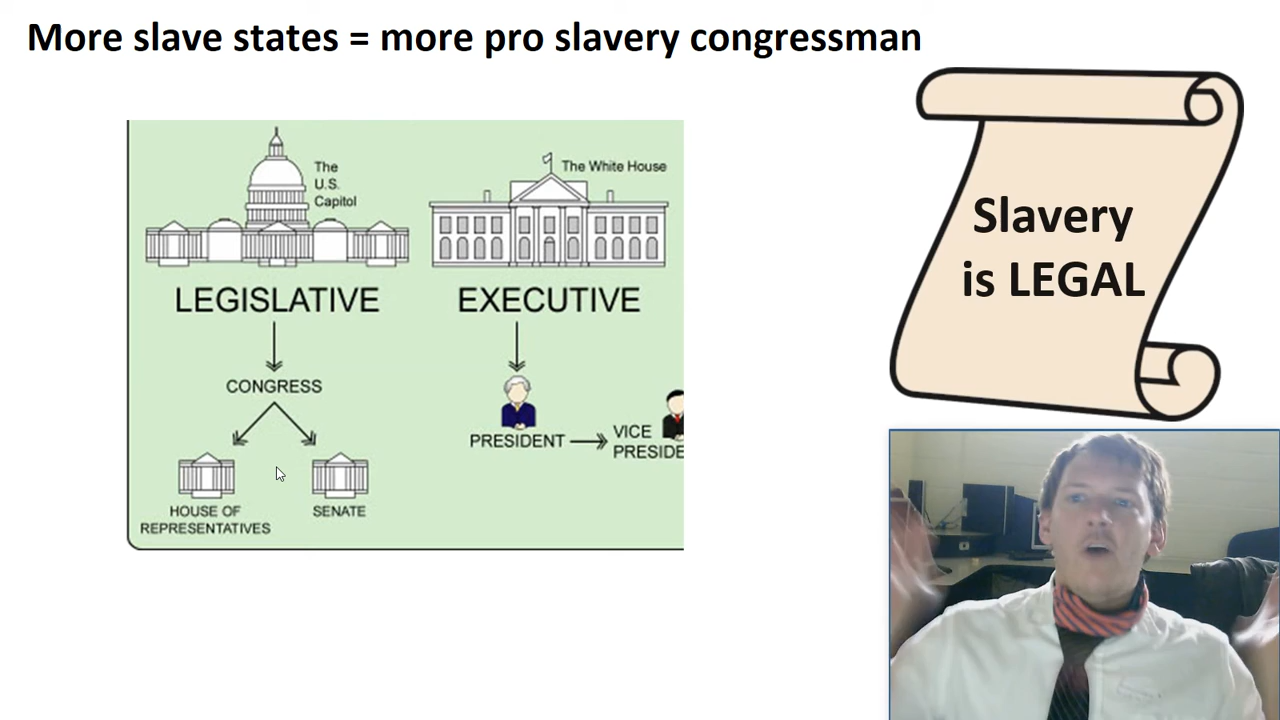 More slave states = more pro slavery congressman
The
U.S.
Capitol
The White House
LEGISLATIVE
EXECUTIVE
CONGRESS
PRESIDENT
VICE
PRESIDE
HOUSE OF
REPRESENTATIVES
SENATE
Slavery
is LEGAL